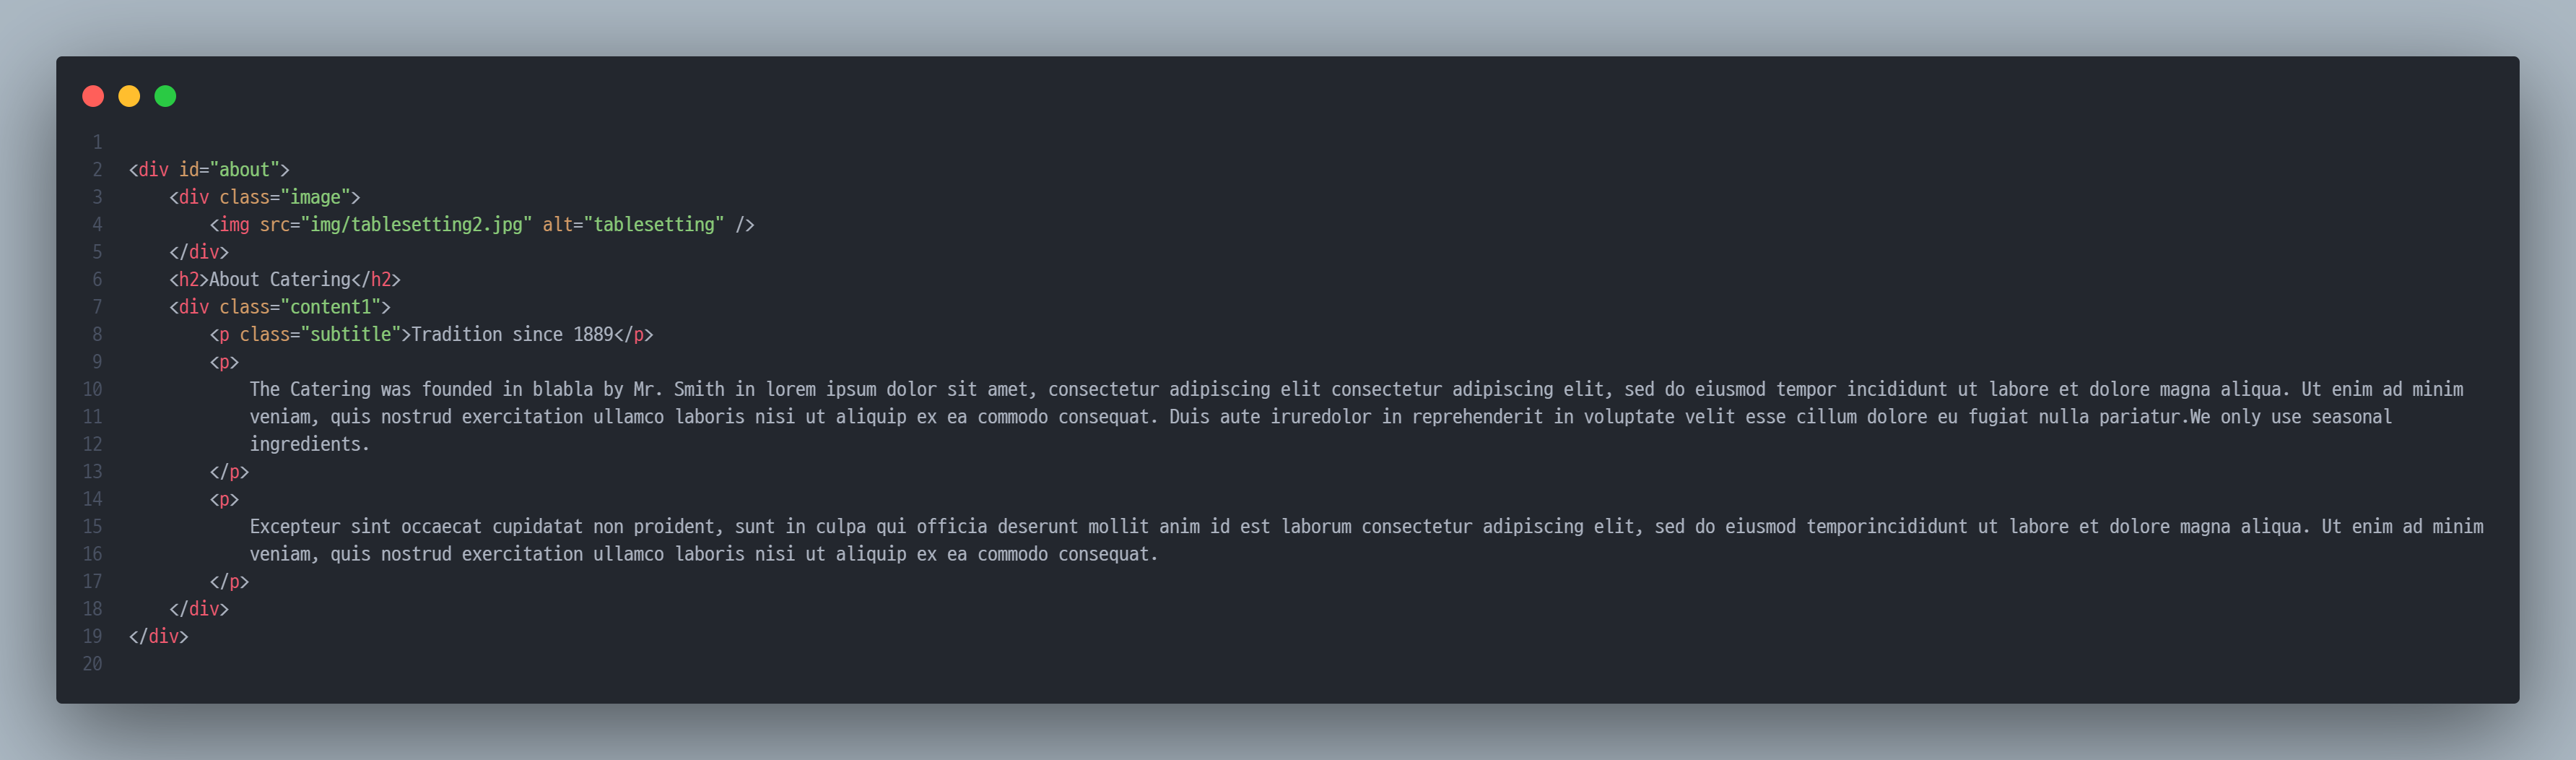 1
2 <div id="about">
3     <div class="image">
4         <img src="img/tablesetting2.jpg" alt="tablesetting" />
5     </div>
6     <h2>About Catering</h2>
7     <div class="content1">
8         <p class="subtitle">Tradition since 1889</p>
9         <p>
10             The Catering was founded in blabla by Mr. Smith in lorem ipsum dolor sit amet, consectetur adipiscing elit consectetur adipiscing elit, sed do eiusmod tempor incididunt ut labore et dolore magna aliqua. Ut enim ad minim
11             veniam, quis nostrud exercitation ullamco laboris nisi ut aliquip ex ea commodo consequat. Duis aute iruredolor in reprehenderit in voluptate velit esse cillum dolore eu fugiat nulla pariatur.We only use seasonal
12             ingredients.
13         </p>
14         <p>
15             Excepteur sint occaecat cupidatat non proident, sunt in culpa qui officia deserunt mollit anim id est laborum consectetur adipiscing elit, sed do eiusmod temporincididunt ut labore et dolore magna aliqua. Ut enim ad minim
16             veniam, quis nostrud exercitation ullamco laboris nisi ut aliquip ex ea commodo consequat.
17         </p>
18     </div>
19 </div>
20